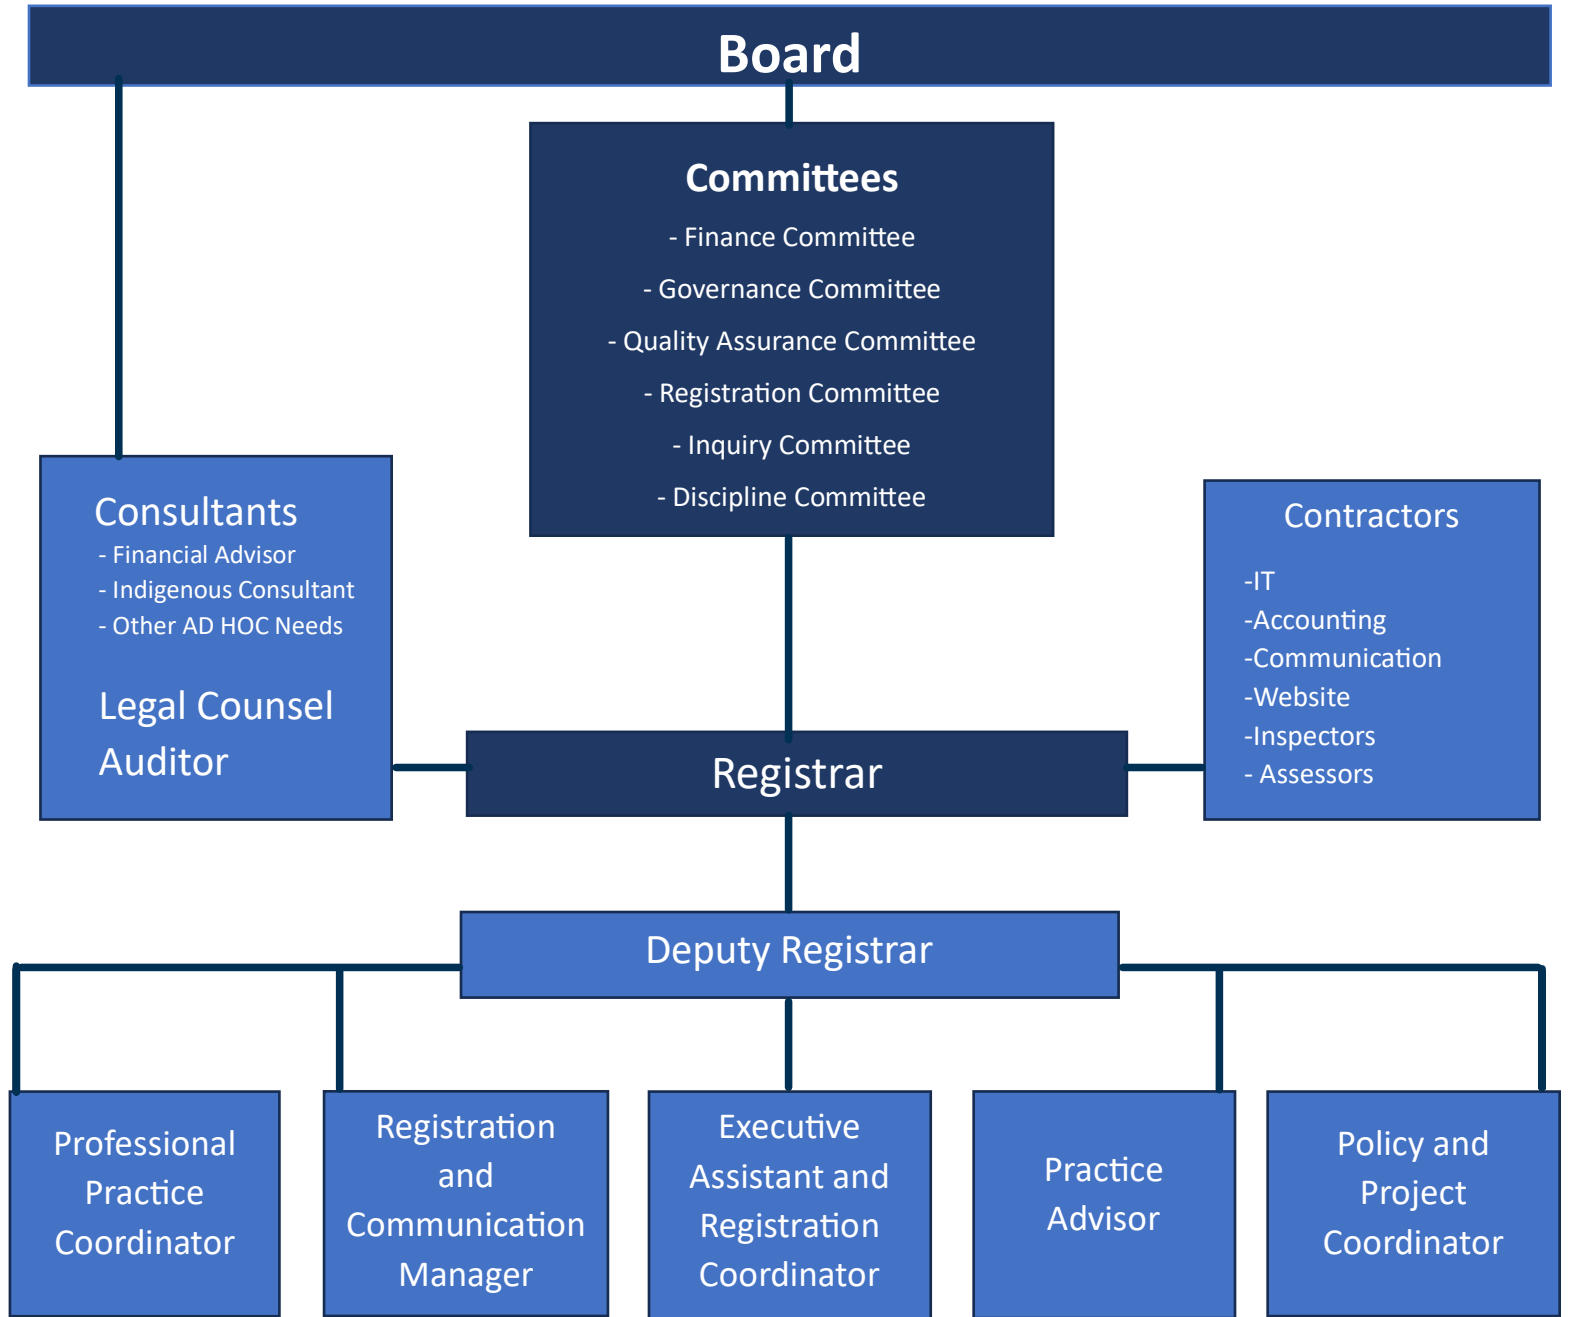 Board
Committees
- Finance Committee
- Governance Committee
- Quality Assurance Committee
- Registration Committee
- Inquiry Committee
- Discipline Committee
Consultants
- Financial Advisor
- Indigenous Consultant
- Other AD HOC Needs
Legal Counsel
Auditor
Contractors
-IT
-Accounting
-Communication
-Website
-Inspectors
- Assessors
Registrar
Deputy Registrar
Professional
Practice
Coordinator
Registration
and
Communication
Manager
Executive
Assistant and
Registration
Coordinator
Practice
Advisor
Policy and
Project
Coordinator